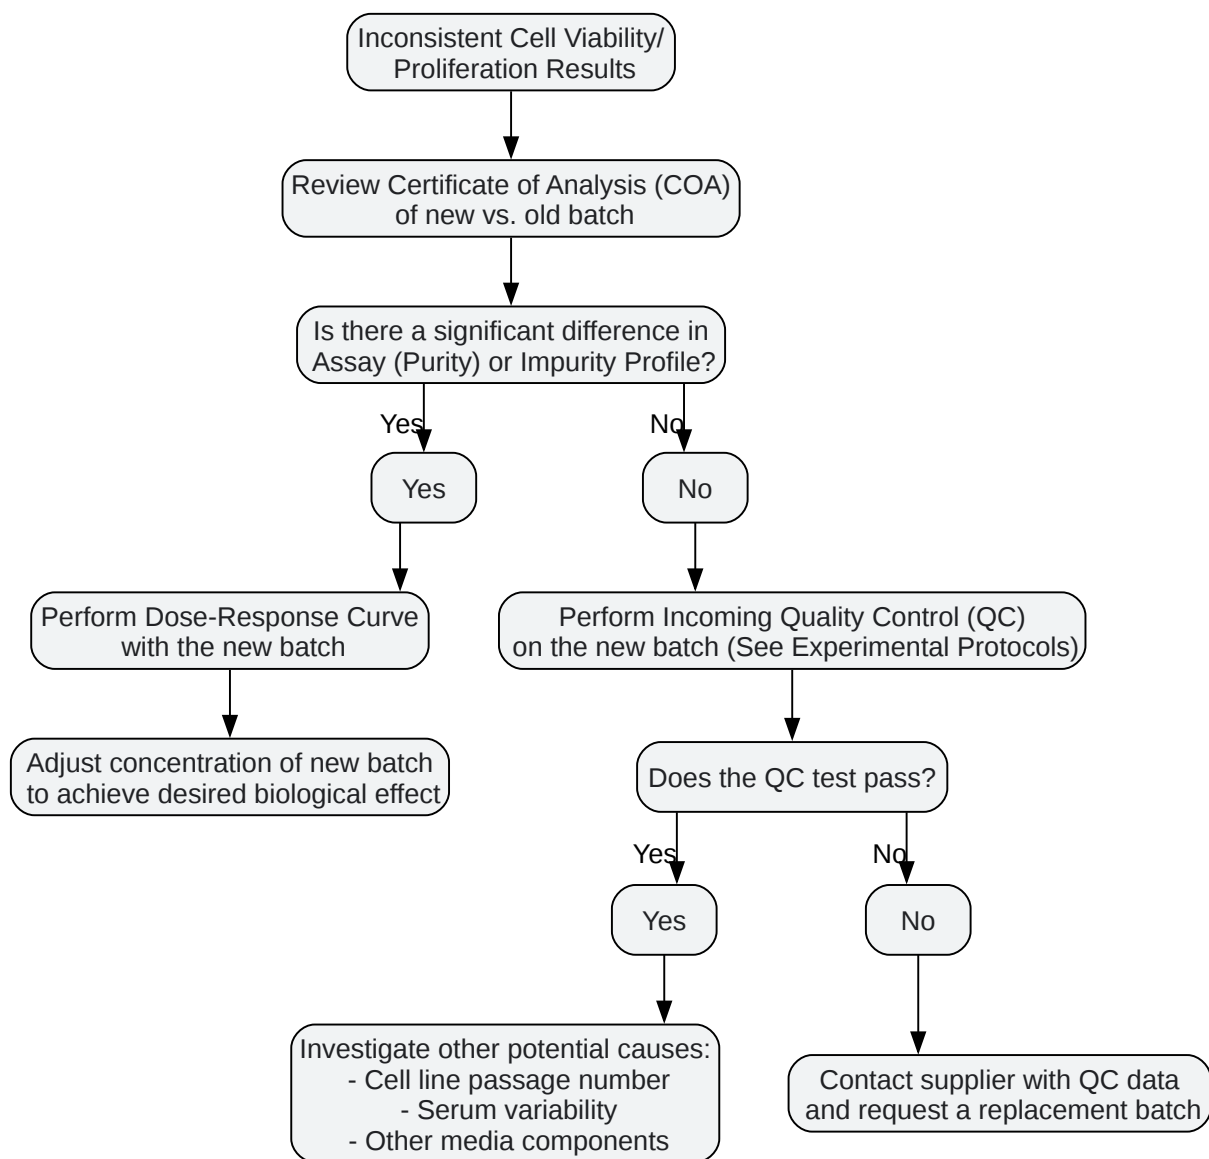 Inconsistent Cell Viability/
Proliferation Results
Review Certificate of Analysis (COA)
of new vs. old batch
Is there a significant difference in
Assay (Purity) or Impurity Profile?
Yes
No
Yes
No
Perform Dose-Response Curve
with the new batch
Perform Incoming Quality Control (QC)
on the new batch (See Experimental Protocols)
Adjust concentration of new batch
to achieve desired biological effect
Does the QC test pass?
Yes
No
Yes
No
Investigate other potential causes:
- Cell line passage number
- Serum variability
- Other media components
Contact supplier with QC data
and request a replacement batch